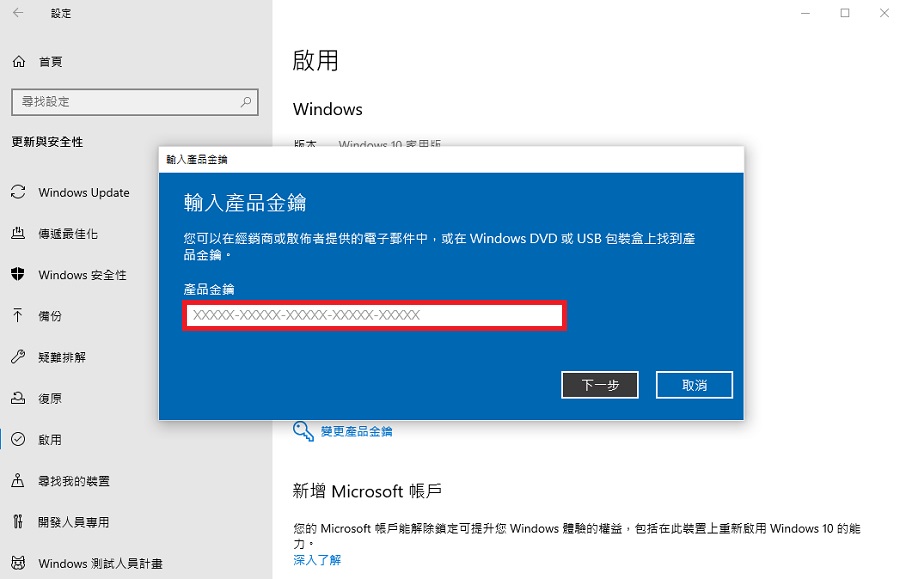 設定
首頁
尋找設定
更新與安全性
Windows Update
傳遞最佳化
Windows 安全性
備份
疑難排解
復原
啟用
尋找我的裝置
開發人員專用
Windows 測試人員計畫
啟用
Windows
版本 Windows 10 家用版
輸入產品金鑰
輸入產品金鑰
您可以在經銷商或散佈者提供的電子郵件中，或在 Windows DVD 或 USB 包裝盒上找到產
品金鑰。
產品金鑰
XXXXX-XXXXX-XXXXX-XXXXX-XXXXX
下一步
取消
變更產品金鑰
新增 Microsoft 帳戶
您的 Microsoft 帳戶能解除鎖定可提升您 Windows 體驗的權益，包括在此裝置上重新啟用 Windows 10 的能
力。
深入了解